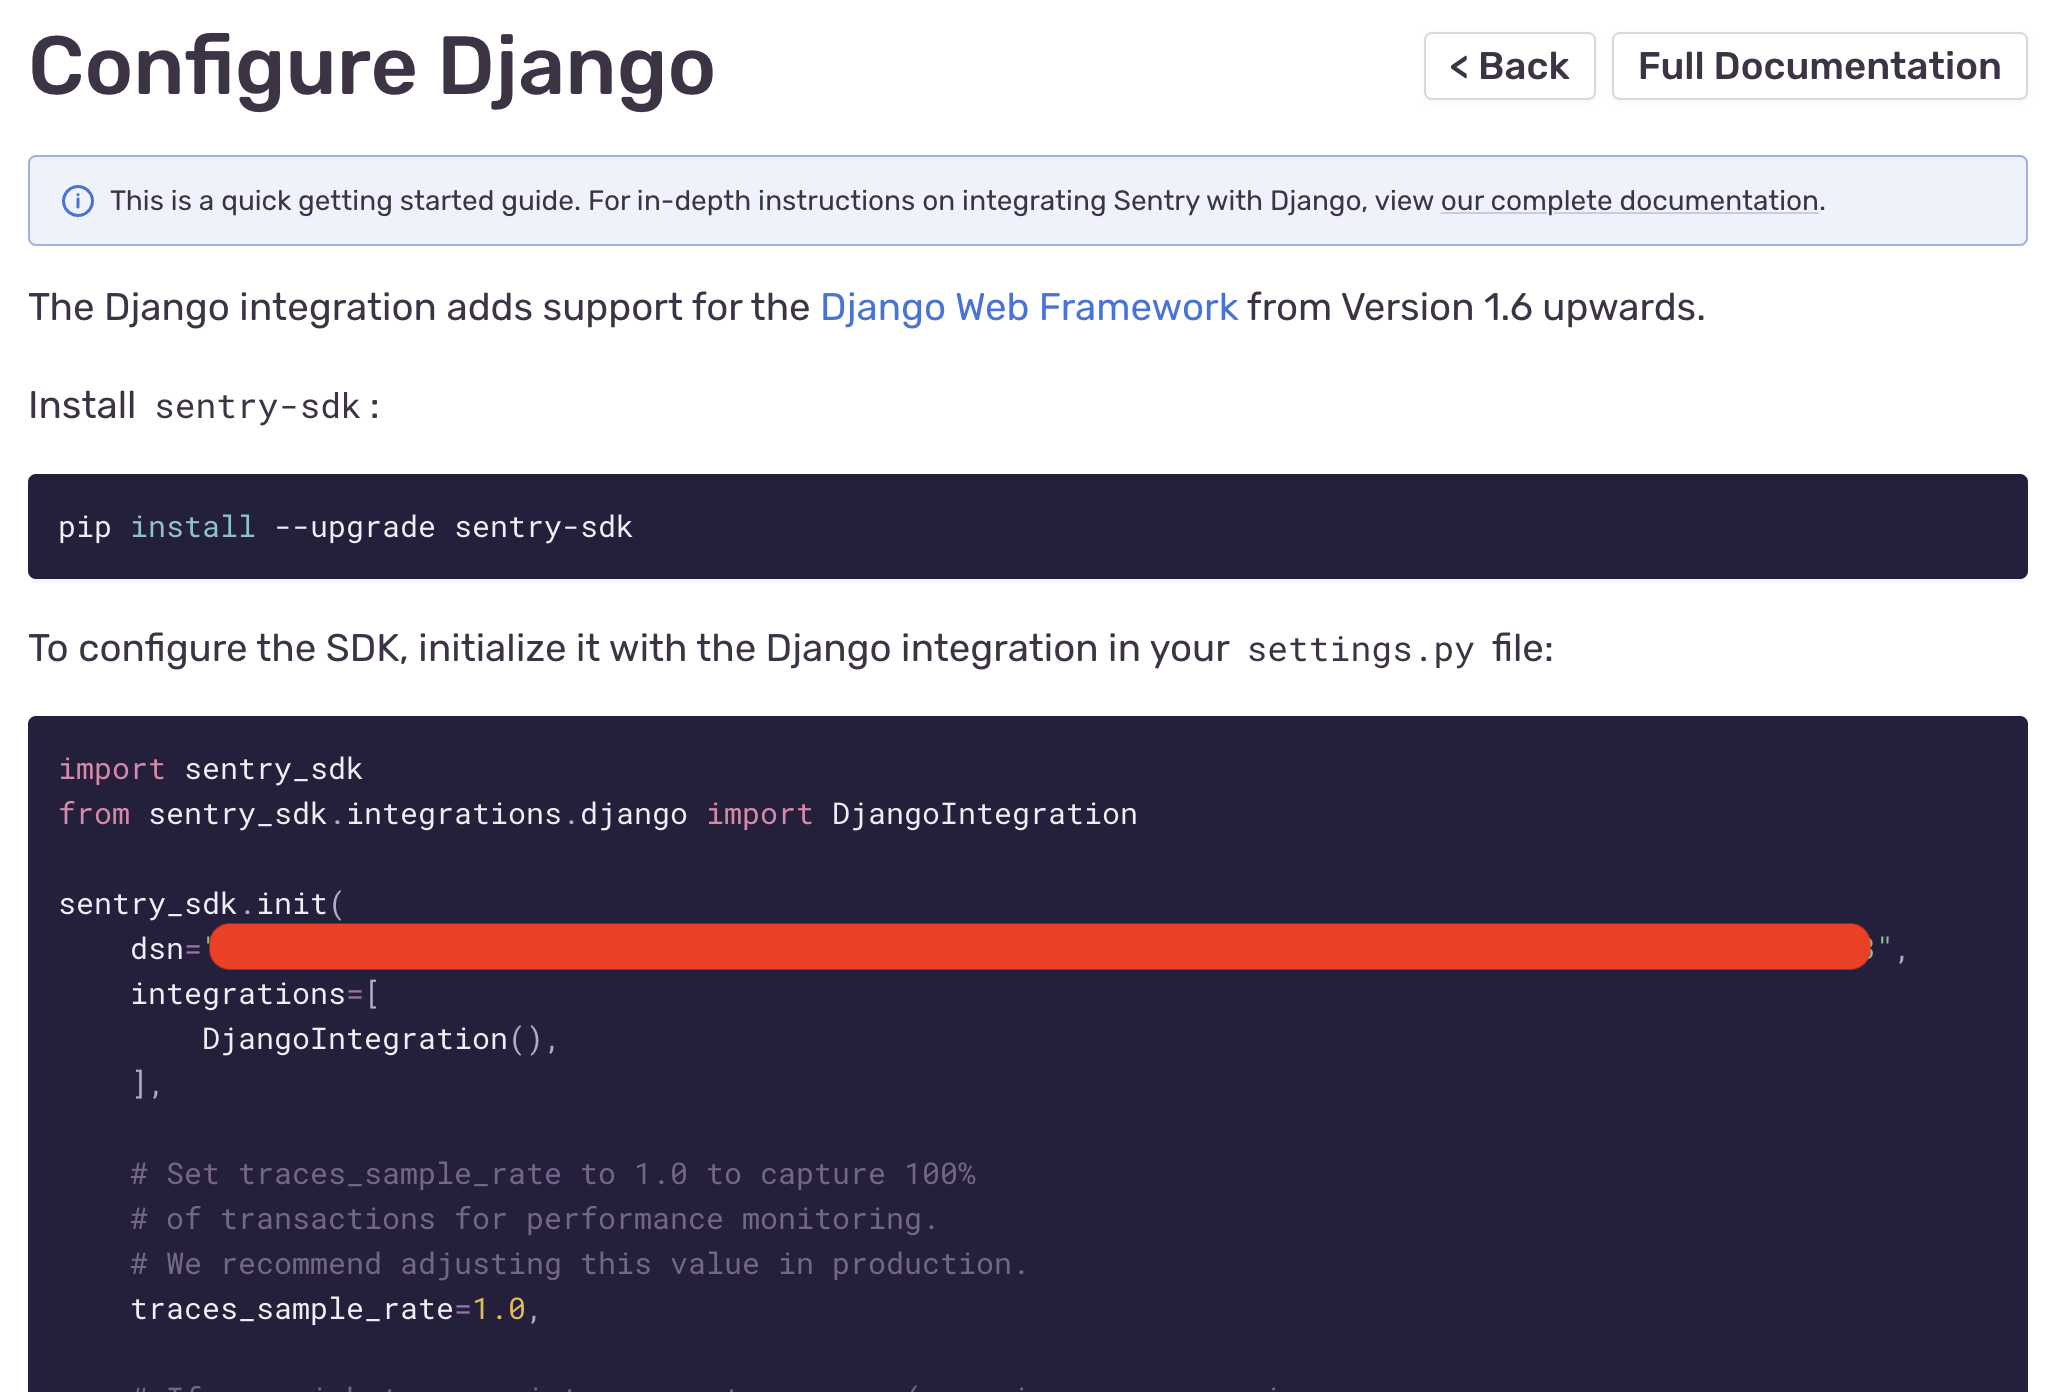 Configure Django
< Back
Full Documentation
This is a quick getting started guide. For in-depth instructions on integrating Sentry with Django, view our complete documentation.
The Django integration adds support for the Django Web Framework from Version 1.6 upwards.
Install sentry-sdk:
pip install --upgrade sentry-sdk
To configure the SDK, initialize it with the Django integration in your settings.py file:
import sentry_sdk
from sentry_sdk.integrations.django import DjangoIntegration
sentry_sdk.init(
    dsn="",
    integrations=[
        DjangoIntegration(),
    ],
    # Set traces_sample_rate to 1.0 to capture 100%
    # of transactions for performance monitoring.
    # We recommend adjusting this value in production.
    traces_sample_rate=1.0,